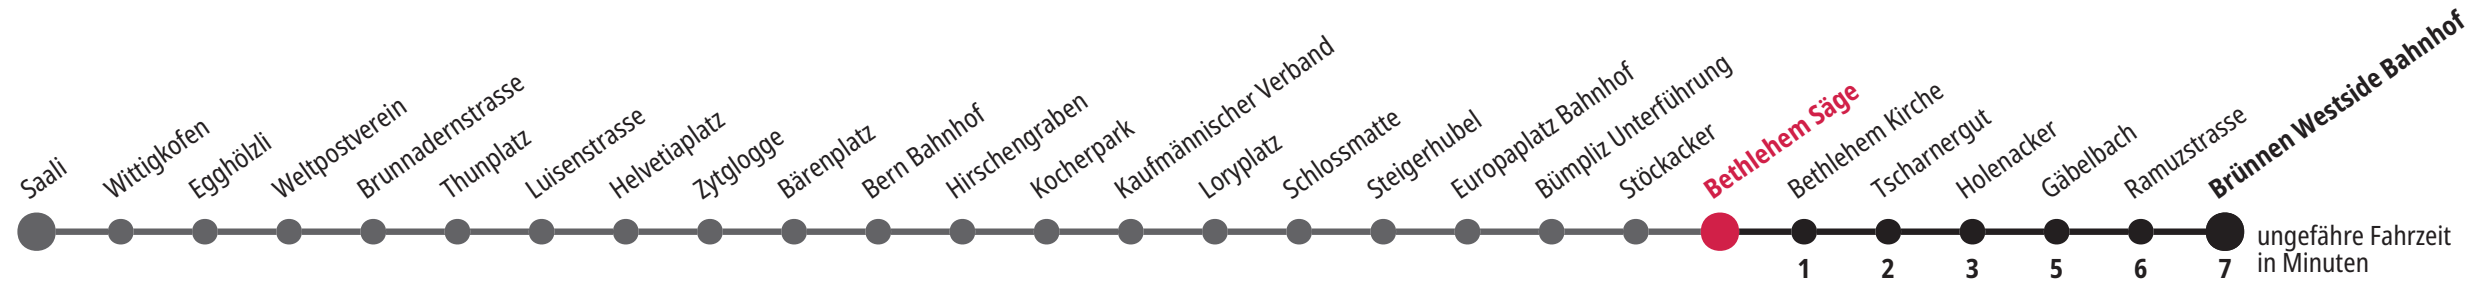 Saali
Wittigkofen
Egghölzli
Weltpostverein
Brunnadernstrasse
Thunplatz
Luisenstrasse
Helvetiaplatz
Zytglogge
Bärenplatz
Bern Bahnhof
Hirschengraben
Kocherpark
Kaufmännischer Verband
Loryplatz
Schlossmatte
Steigerhubel
Europaplatz Bahnhof
Bümpliz Unterführung
Stöckacker
Bethlehem Säge
Bethlehem Kirche
Tscharnergut
Holenacker
Gäbelbach
Ramuzstrasse
Brünnen Westside Bahnhof
1 2 3 5 6 7
ungefähre Fahrzeit
in Minuten